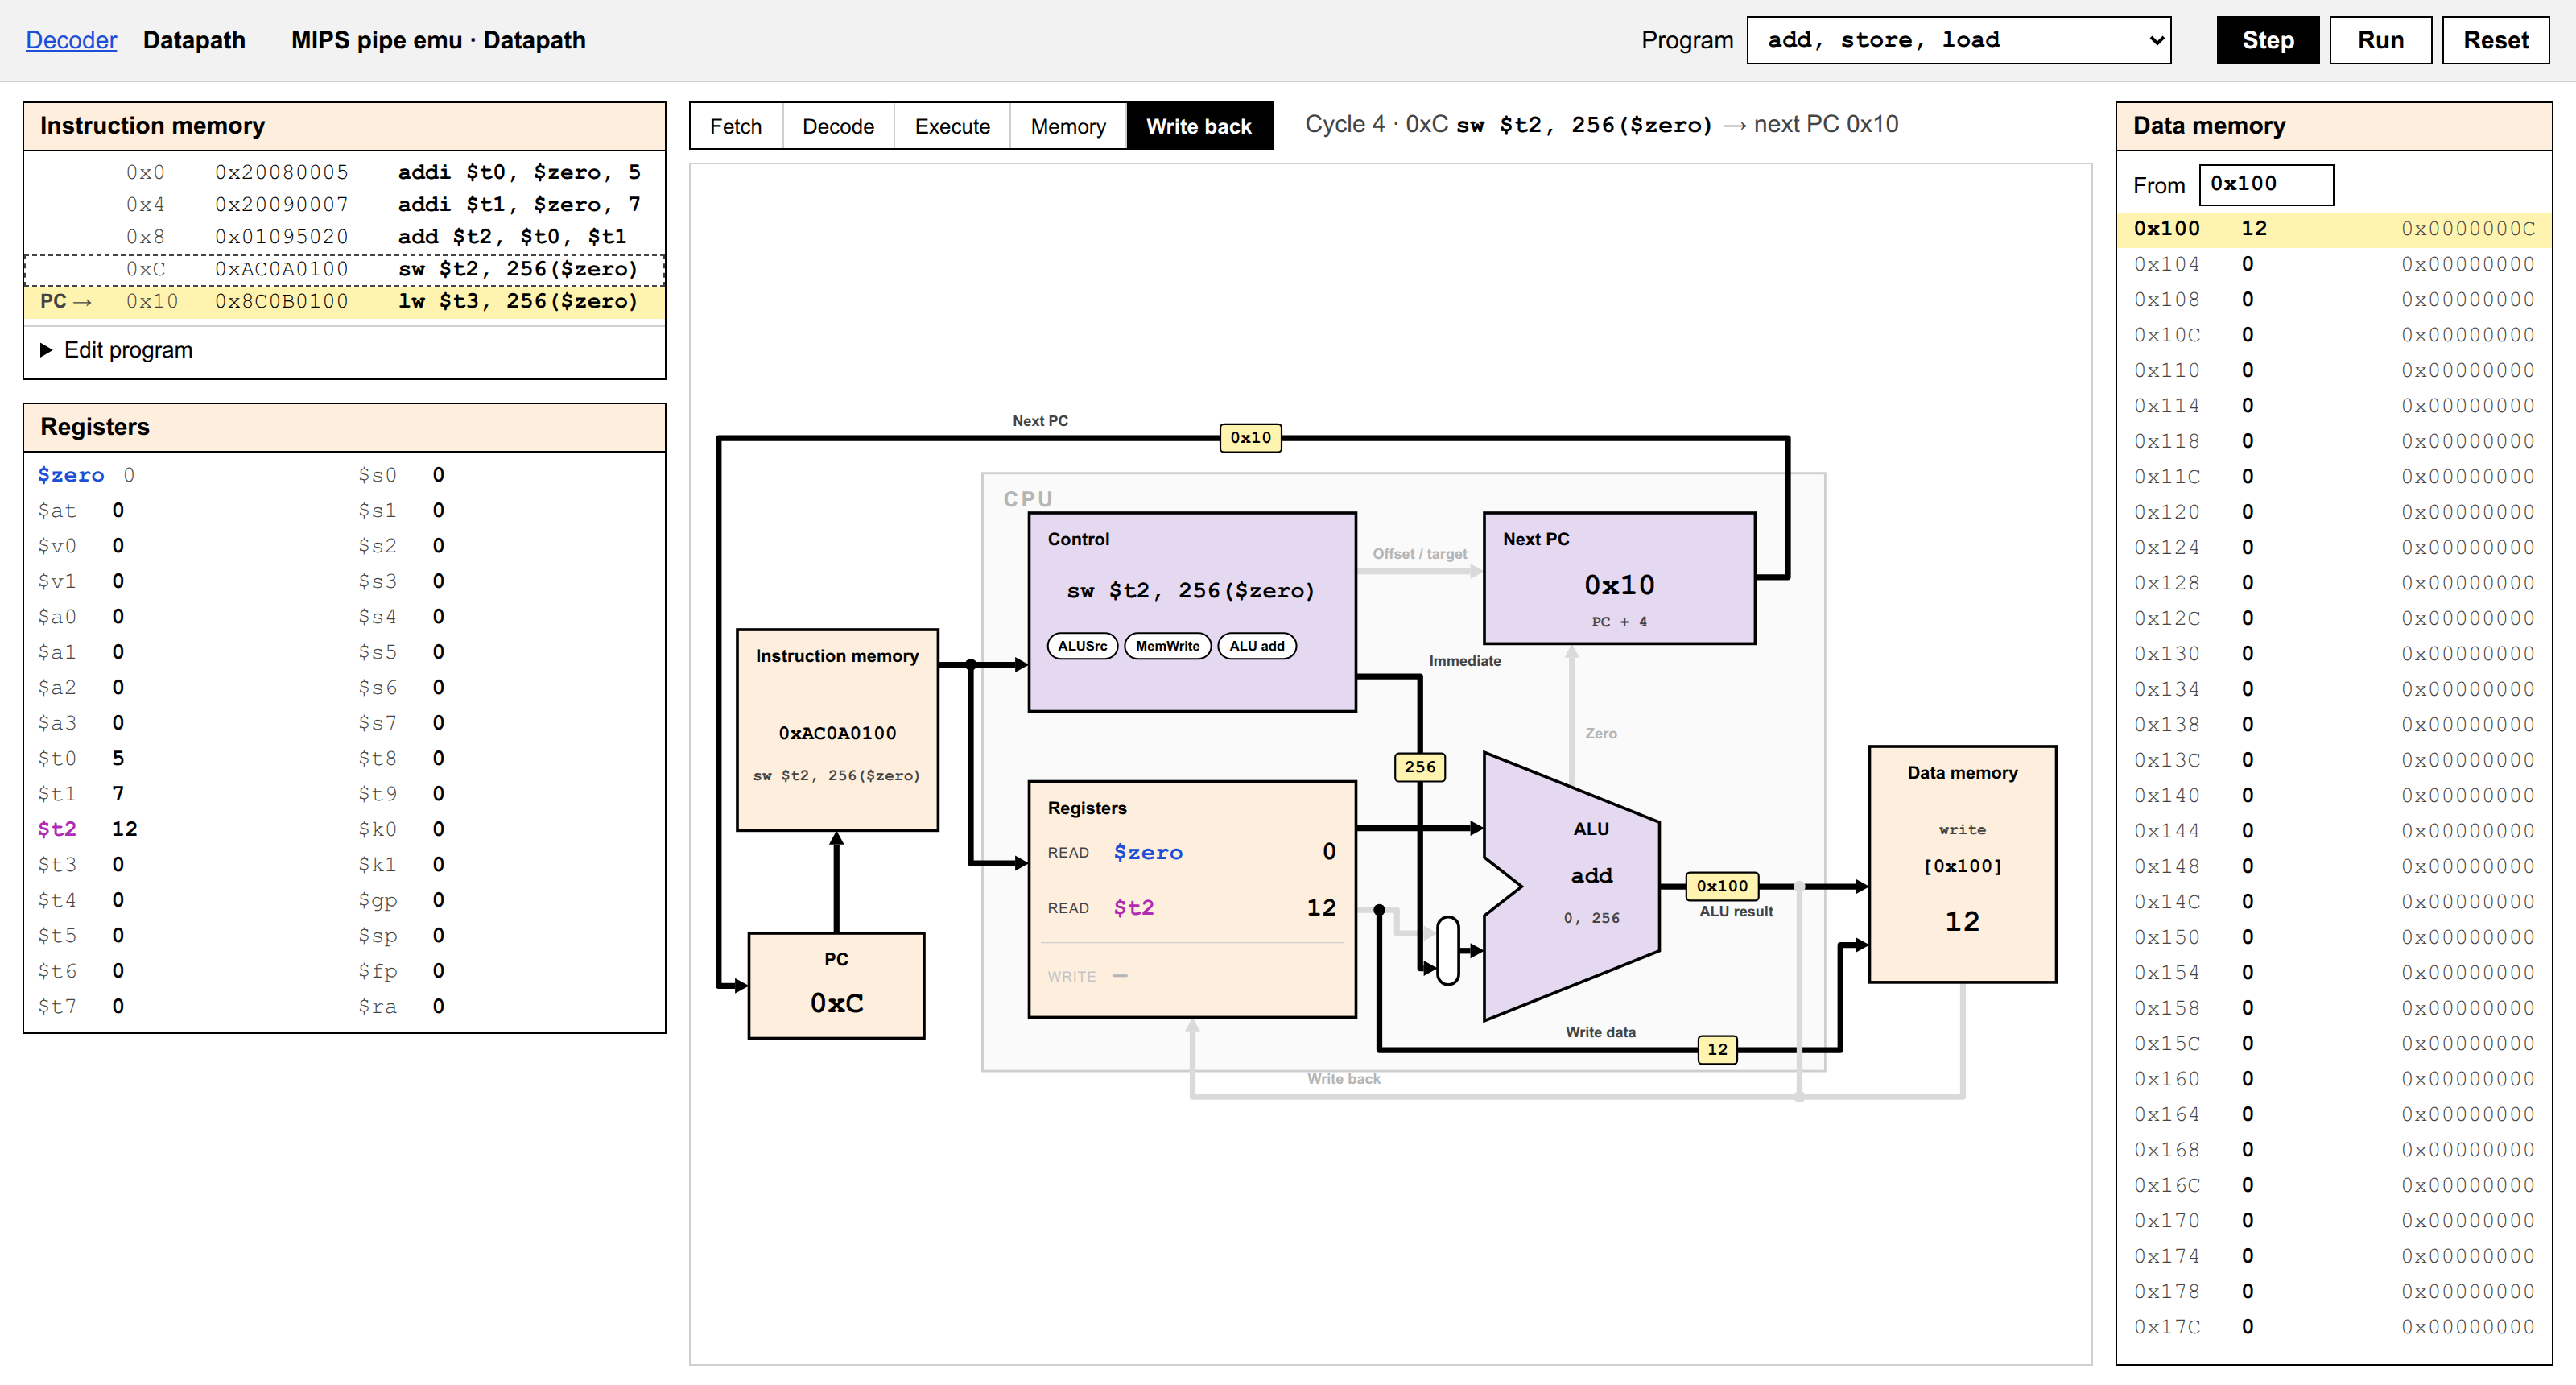 Decoder Datapath MIPS pipe emu · Datapath Program add, store, load Step Run Reset
Instruction memory
0x0 0x20080005 addi $t0, $zero, 5
0x4 0x20090007 addi $t1, $zero, 7
0x8 0x01095020 add $t2, $t0, $t1
0xC 0xAC0A0100 sw $t2, 256($zero)
PC → 0x10 0x8C0B0100 lw $t3, 256($zero)
Edit program
Registers
$zero 0 $s0 0
$at 0 $s1 0
$v0 0 $s2 0
$v1 0 $s3 0
$a0 0 $s4 0
$a1 0 $s5 0
$a2 0 $s6 0
$a3 0 $s7 0
$t0 5 $t8 0
$t1 7 $t9 0
$t2 12 $k0 0
$t3 0 $k1 0
$t4 0 $gp 0
$t5 0 $sp 0
$t6 0 $fp 0
$t7 0 $ra 0
Fetch Decode Execute Memory Write back Cycle 4 · 0xC sw $t2, 256($zero) → next PC 0x10
Next PC
0x10
CPU
Control
sw $t2, 256($zero)
ALUSrc MemWrite ALU add
Offset / target
Next PC
0x10
PC + 4
Immediate
256
Zero
Instruction memory
0xAC0A0100
sw $t2, 256($zero)
PC
0xC
Registers
READ $zero 0
READ $t2 12
WRITE —
ALU
add
0, 256
0x100
ALU result
Write data
12
Write back
Data memory
write
[0x100]
12
Data memory
From 0x100
0x100 12 0x0000000C
0x104 0 0x00000000
0x108 0 0x00000000
0x10C 0 0x00000000
0x110 0 0x00000000
0x114 0 0x00000000
0x118 0 0x00000000
0x11C 0 0x00000000
0x120 0 0x00000000
0x124 0 0x00000000
0x128 0 0x00000000
0x12C 0 0x00000000
0x130 0 0x00000000
0x134 0 0x00000000
0x138 0 0x00000000
0x13C 0 0x00000000
0x140 0 0x00000000
0x144 0 0x00000000
0x148 0 0x00000000
0x14C 0 0x00000000
0x150 0 0x00000000
0x154 0 0x00000000
0x158 0 0x00000000
0x15C 0 0x00000000
0x160 0 0x00000000
0x164 0 0x00000000
0x168 0 0x00000000
0x16C 0 0x00000000
0x170 0 0x00000000
0x174 0 0x00000000
0x178 0 0x00000000
0x17C 0 0x00000000